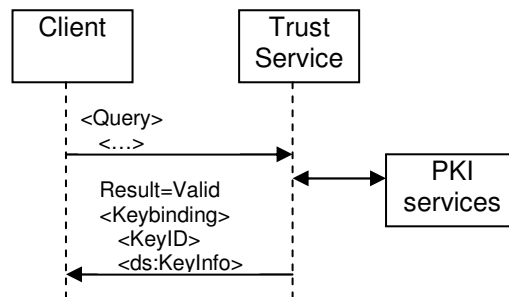 Client
Trust
Service
<Query>
<...>
PKI
services
Result=Valid
<Keybinding>
<KeyID>
<ds:KeyInfo>